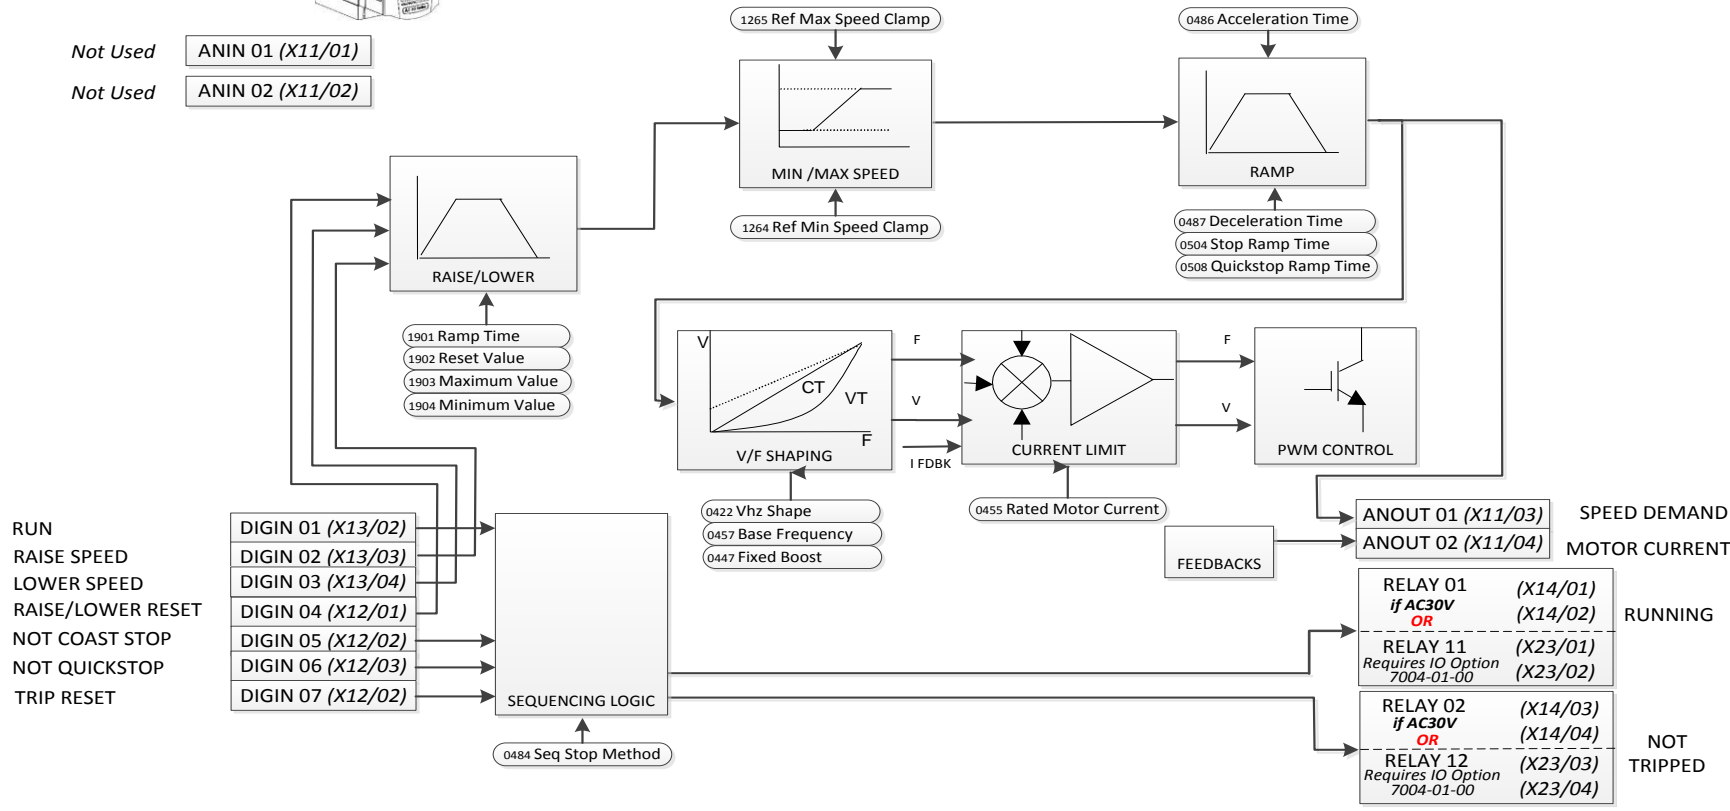 1265 Ref Max Speed Clamp
0486 Acceleration Time
Not Used ANIN 01 (X11/01)
Not Used ANIN 02 (X11/02)
MIN /MAX SPEED
RAMP
1264 Ref Min Speed Clamp
0487 Deceleration Time
0504 Stop Ramp Time
0508 Quickstop Ramp Time
RAISE/LOWER
1901 Ramp Time
1902 Reset Value
1903 Maximum Value
1904 Minimum Value
V
CT
VT
F
V/F SHAPING
F
V
I FDBK
CURRENT LIMIT
F
V
PWM CONTROL
0422 Vhz Shape
0457 Base Frequency
0447 Fixed Boost
0455 Rated Motor Current
RUN DIGIN 01 (X13/02)
RAISE SPEED DIGIN 02 (X13/03)
LOWER SPEED DIGIN 03 (X13/04)
RAISE/LOWER RESET DIGIN 04 (X12/01)
NOT COAST STOP DIGIN 05 (X12/02)
NOT QUICKSTOP DIGIN 06 (X12/03)
TRIP RESET DIGIN 07 (X12/02)
SEQUENCING LOGIC
0484 Seq Stop Method
FEEDBACKS
ANOUT 01 (X11/03) SPEED DEMAND
ANOUT 02 (X11/04) MOTOR CURRENT
RELAY 01 (X14/01)
if AC30V (X14/02)
OR
RUNNING
RELAY 11 (X23/01)
Requires IO Option
7004-01-00 (X23/02)
RELAY 02 (X14/03)
if AC30V (X14/04)
OR
NOT
TRIPPED
RELAY 12 (X23/03)
Requires IO Option
7004-01-00 (X23/04)